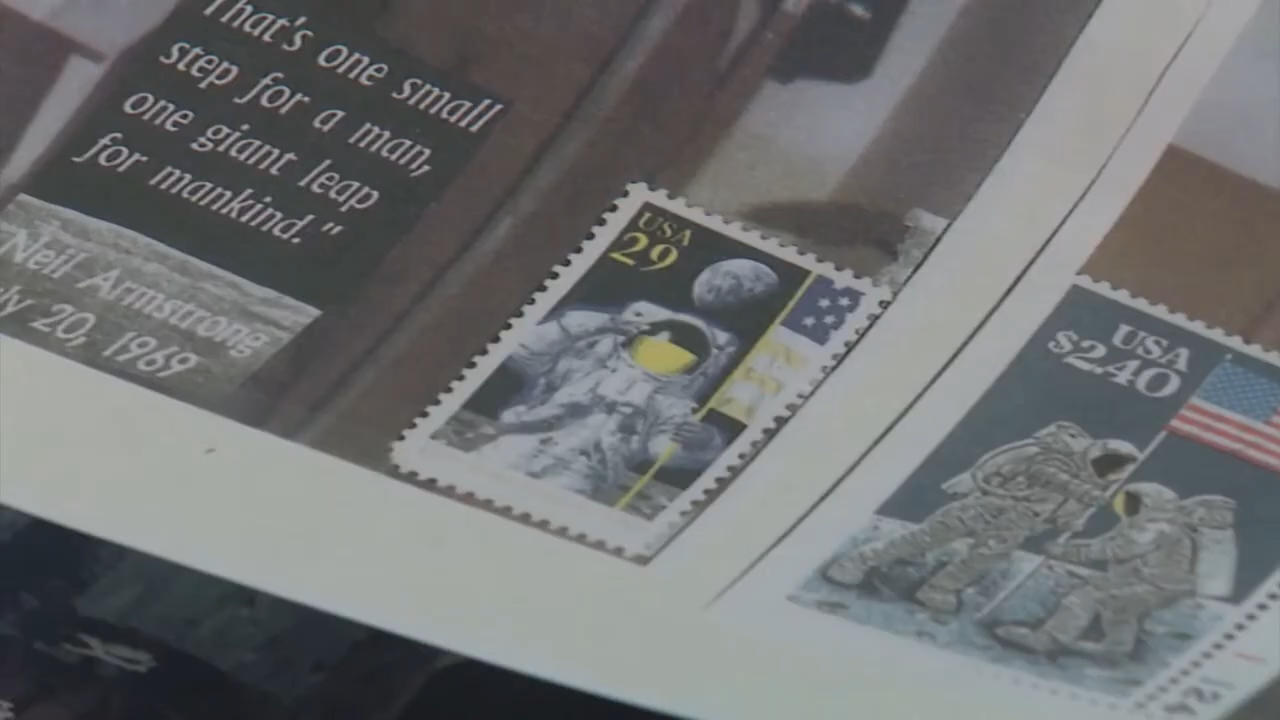 That's one small
step for a man,
one giant leap
for mankind."
Neil Armstrong
20, 1969
USA
29
USA
$2.40